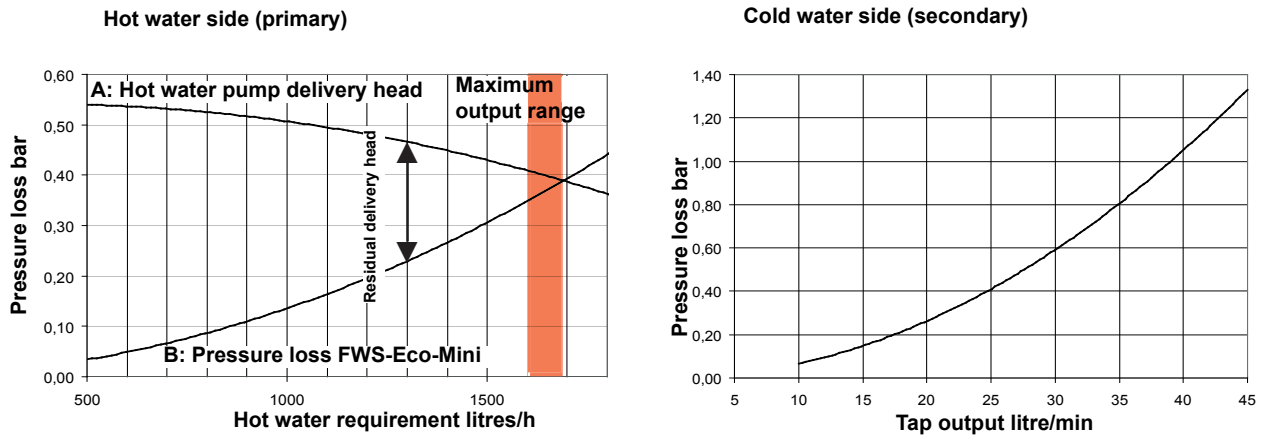 Hot water side (primary)
Cold water side (secondary)
Pressure loss bar
0,60
0,50
0,40
0,30
0,20
0,10
0,00
A: Hot water pump delivery head
Maximum
output range
Residual delivery head
B: Pressure loss FWS-Eco-Mini
500
1000
1500
Hot water requirement litres/h
Pressure loss bar
1,40
1,20
1,00
0,80
0,60
0,40
0,20
0,00
5 10 15 20 25 30 35 40 45
Tap output litre/min